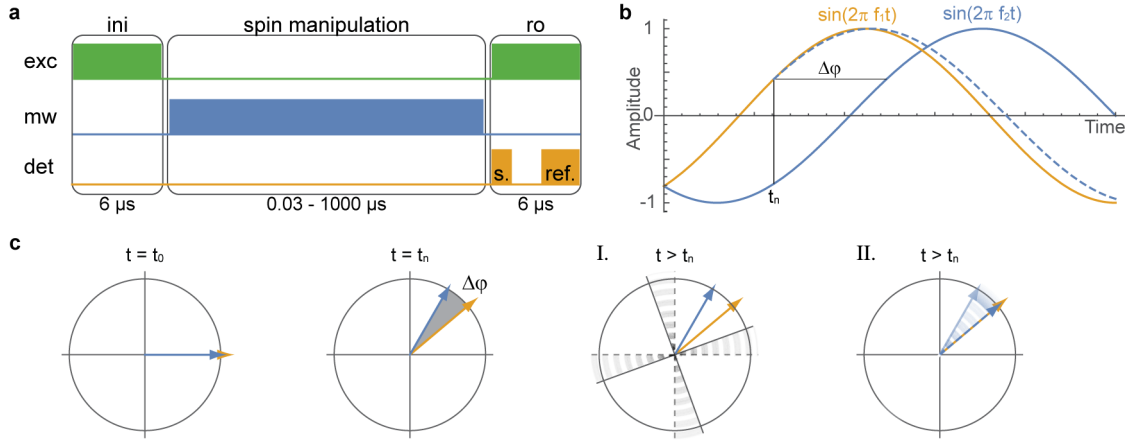 a
ini spin manipulation ro
exc
mw
det
s. ref.
6 µs 0.03 - 1000 µs 6 µs
b
sin(2π f₁t) sin(2π f₂t)
1
Δφ
Amplitude
0
Time
-1
tₙ
c
t = t₀
t = tₙ
Δφ
I.
t > tₙ
II.
t > tₙ